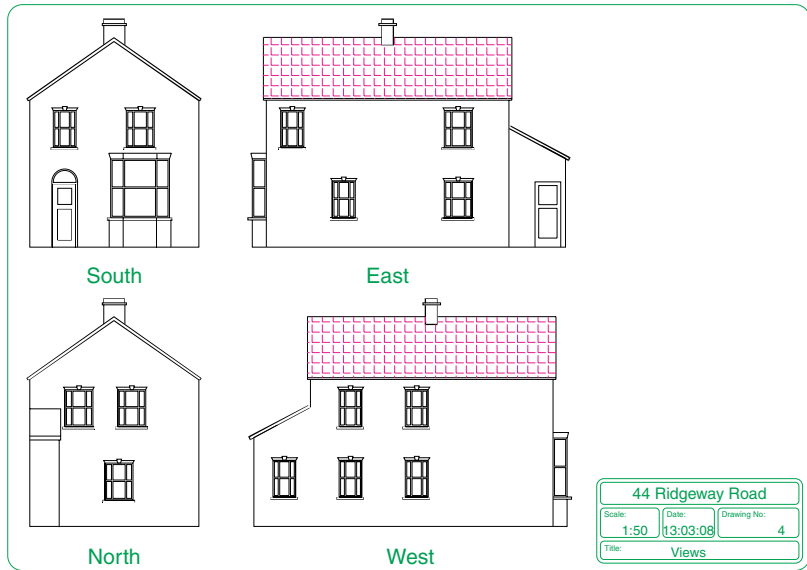 South
East
North
West
44 Ridgeway Road
Scale:
1:50
Date:
13:03:08
Drawing No:
4
Title:
Views